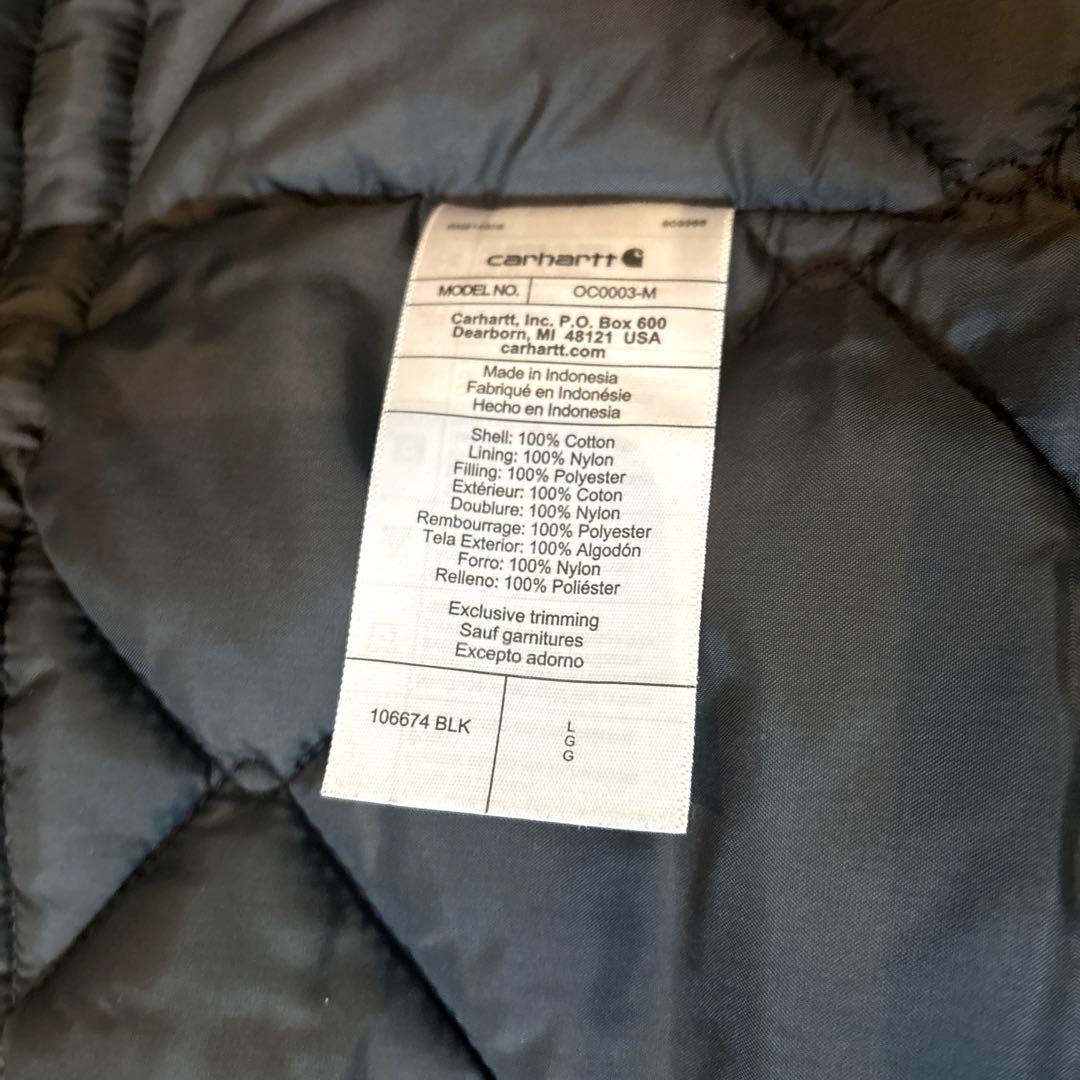 carhartt
MODEL NO. OC0003-M
Carhartt, Inc. P.O. Box 600
Dearborn, MI 48121 USA
carhartt.com
Made in Indonesia
Fabriqué en Indonésie
Hecho en Indonesia
Shell: 100% Cotton
Lining: 100% Nylon
Filling: 100% Polyester
Extérieur: 100% Coton
Doublure: 100% Nylon
Rembourrage: 100% Polyester
Tela Exterior: 100% Algodón
Forro: 100% Nylon
Relleno: 100% Poliéster
Exclusive trimming
Sauf garnitures
Excepto adorno
106674 BLK
L
G
G